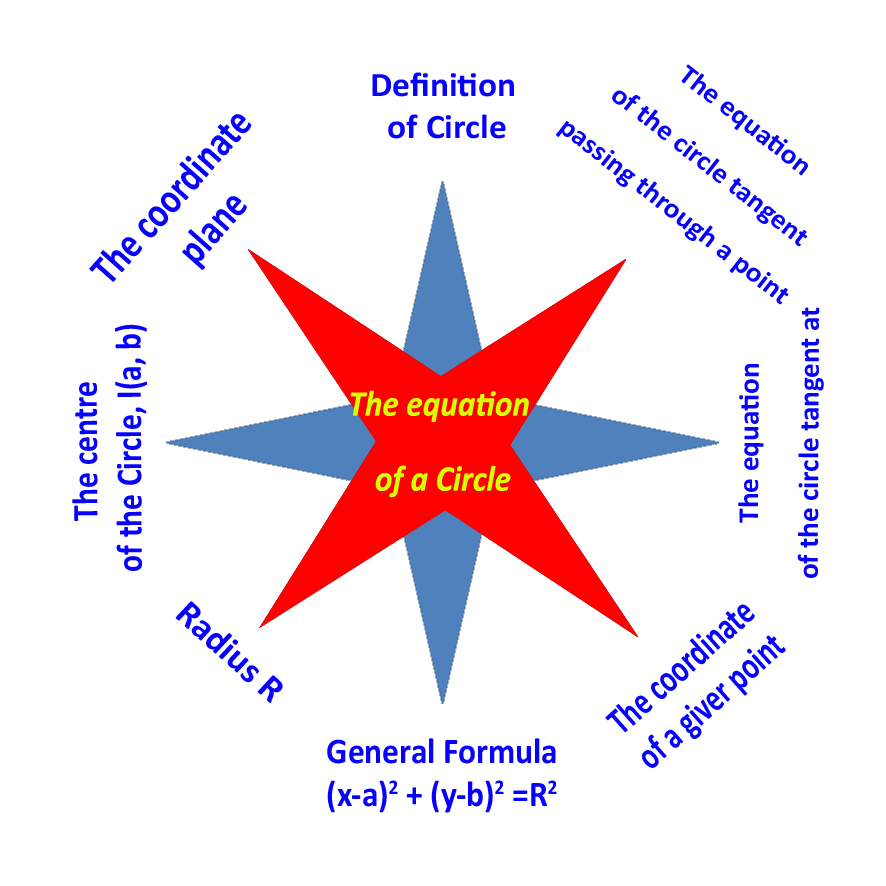 Definition
of Circle
The equation
of the circle tangent
passing through a point
The coordinate
plane
The centre
of the Circle, I(a, b)
The equation
of a Circle
The equation
of the circle tangent at
Radius R
The coordinate
of a giver point
General Formula
(x-a)² + (y-b)² =R²